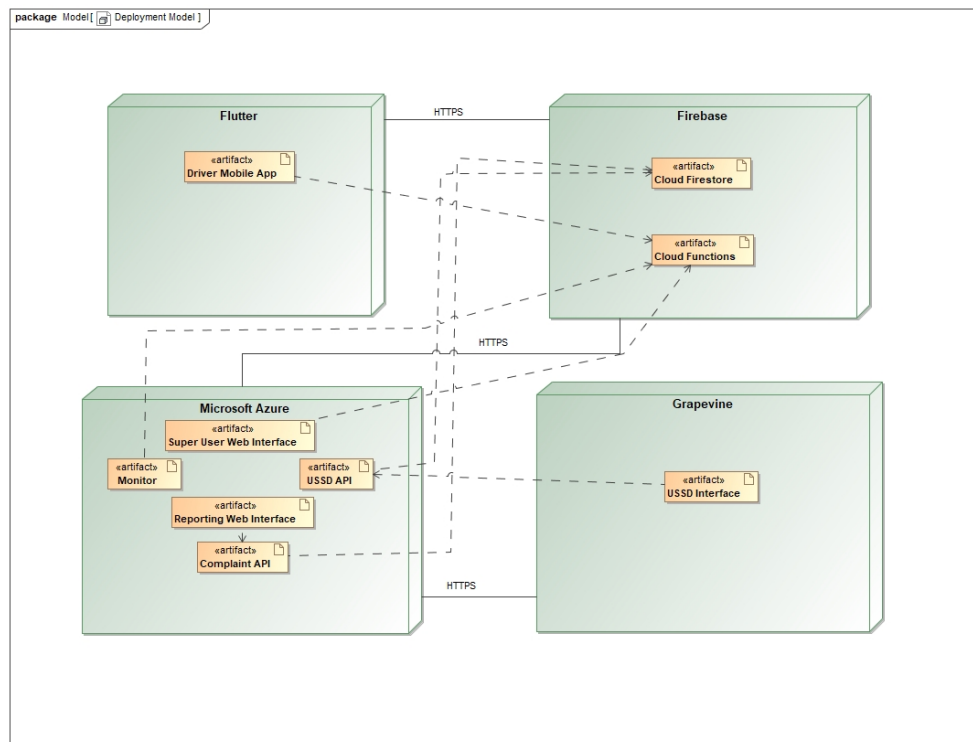 package Model[ Deployment Model ]
Flutter
HTTPS
Firebase
«artifact»
Driver Mobile App
«artifact»
Cloud Firestore
«artifact»
Cloud Functions
HTTPS
Microsoft Azure
«artifact»
Super User Web Interface
«artifact»
Monitor
«artifact»
USSD API
«artifact»
Reporting Web Interface
«artifact»
Complaint API
Grapevine
«artifact»
USSD Interface
HTTPS